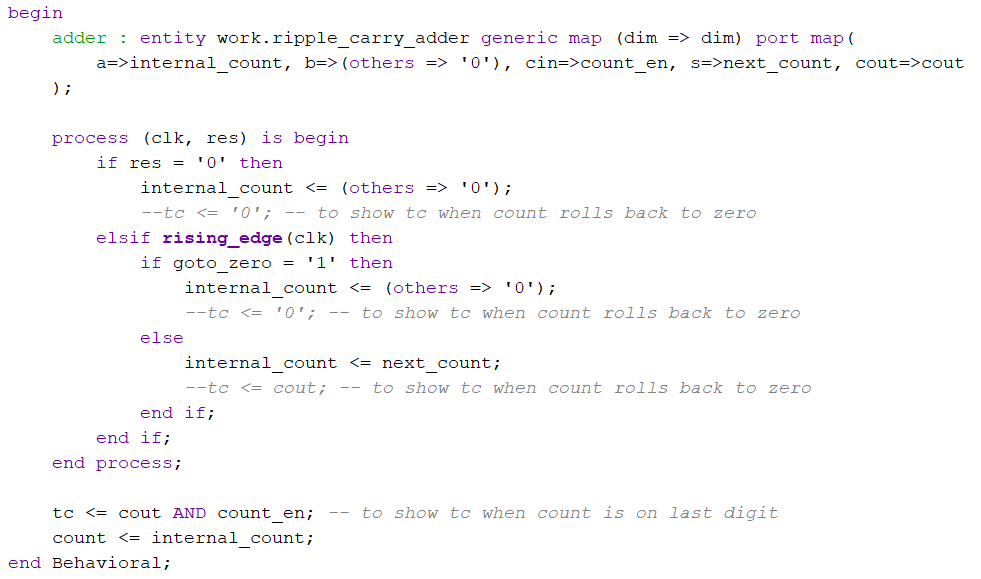 begin
    adder : entity work.ripple_carry_adder generic map (dim => dim) port map(
        a=>internal_count, b=>(others => '0'), cin=>count_en, s=>next_count, cout=>cout
    );

    process (clk, res) is begin
        if res = '0' then
            internal_count <= (others => '0');
            --tc <= '0'; -- to show tc when count rolls back to zero
        elsif rising_edge(clk) then
            if goto_zero = '1' then
                internal_count <= (others => '0');
                --tc <= '0'; -- to show tc when count rolls back to zero
            else
                internal_count <= next_count;
                --tc <= cout; -- to show tc when count rolls back to zero
            end if;
        end if;
    end process;

    tc <= cout AND count_en; -- to show tc when count is on last digit
    count <= internal_count;
end Behavioral;